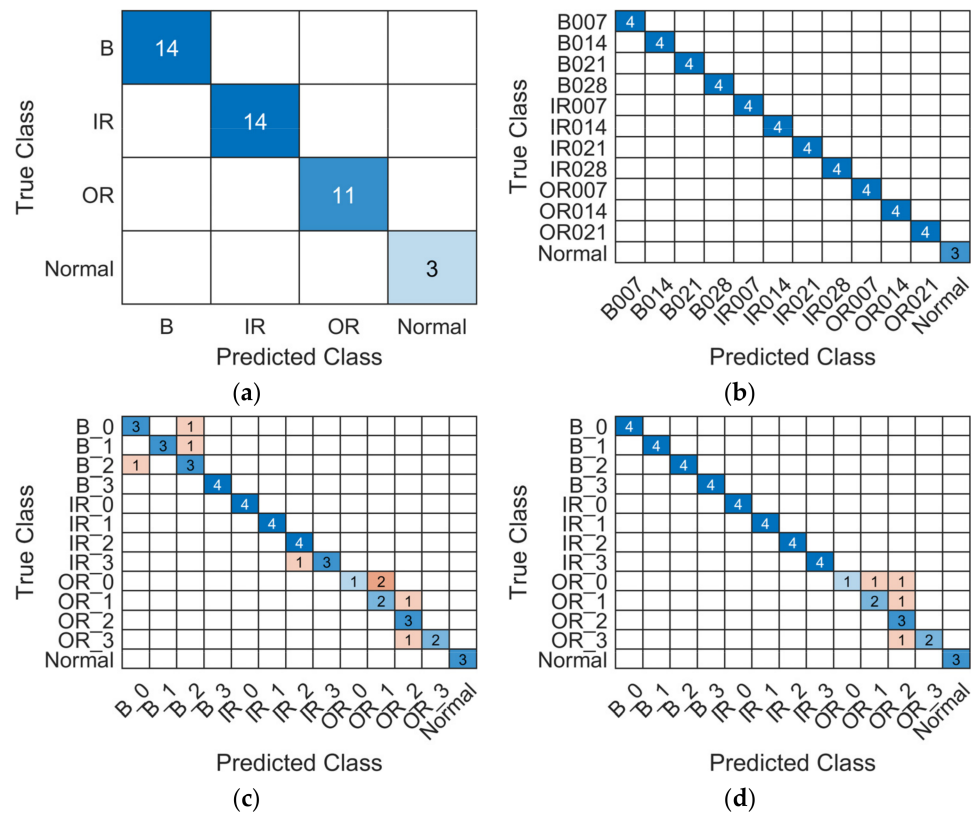 B 14
IR 14
OR 11
Normal 3
B IR OR Normal
True Class
Predicted Class
(a)
B007 4
B014 4
B021 4
B028 4
IR007 4
IR014 4
IR021 4
IR028 4
OR007 4
OR014 4
OR021 4
Normal 3
B007 B014 B021 B028 IR007 IR014 IR021 IR028 OR007 OR014 OR021 Normal
True Class
Predicted Class
(b)
B_0 3 1
B_1 3 1
B_2 1 3
B_3 4
IR_0 4
IR_1 4
IR_2 4
IR_3 1 3
OR_0 1 2
OR_1 2 1
OR_2 3
OR_3 1 2
Normal 3
B_0 B_1 B_2 B_3 IR_0 IR_1 IR_2 IR_3 OR_0 OR_1 OR_2 OR_3 Normal
True Class
Predicted Class
(c)
B_0 4
B_1 4
B_2 4
B_3 4
IR_0 4
IR_1 4
IR_2 4
IR_3 4
OR_0 1 1 1
OR_1 2 1
OR_2 3
OR_3 1 2
Normal 3
B_0 B_1 B_2 B_3 IR_0 IR_1 IR_2 IR_3 OR_0 OR_1 OR_2 OR_3 Normal
True Class
Predicted Class
(d)